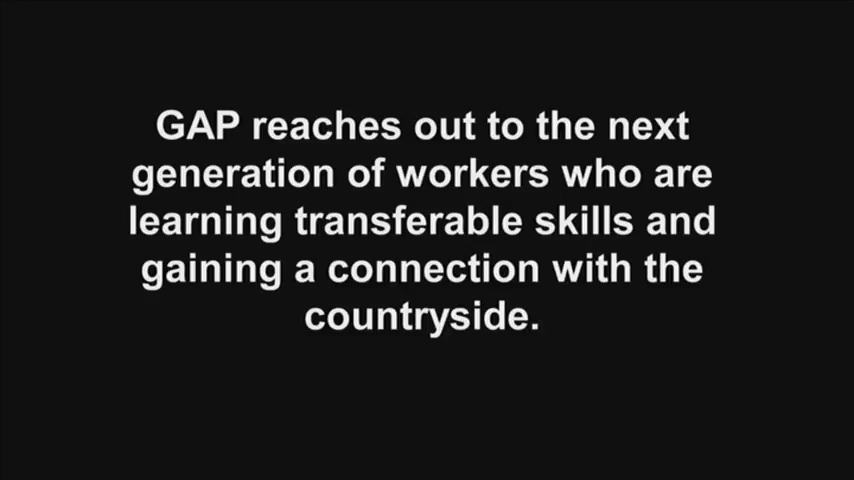 GAP reaches out to the next
generation of workers who are
learning transferable skills and
gaining a connection with the
countryside.